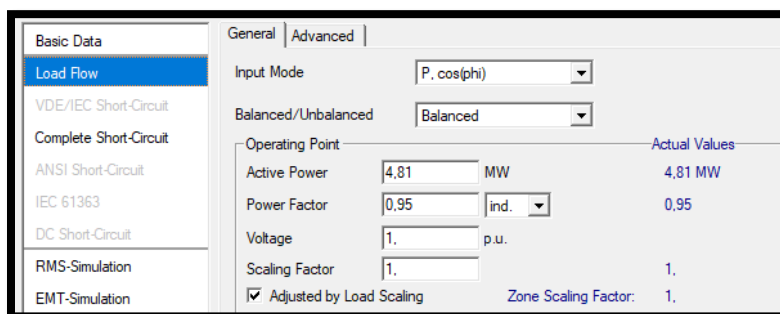 Basic Data
Load Flow
VDE/IEC Short-Circuit
Complete Short-Circuit
ANSI Short-Circuit
IEC 61363
DC Short-Circuit
RMS-Simulation
EMT-Simulation
General Advanced
Input Mode P, cos(phi)
Balanced/Unbalanced Balanced
Operating Point Actual Values
Active Power 4,81 MW 4,81 MW
Power Factor 0,95 ind. 0,95
Voltage 1, p.u.
Scaling Factor 1, 1,
Adjusted by Load Scaling Zone Scaling Factor: 1,